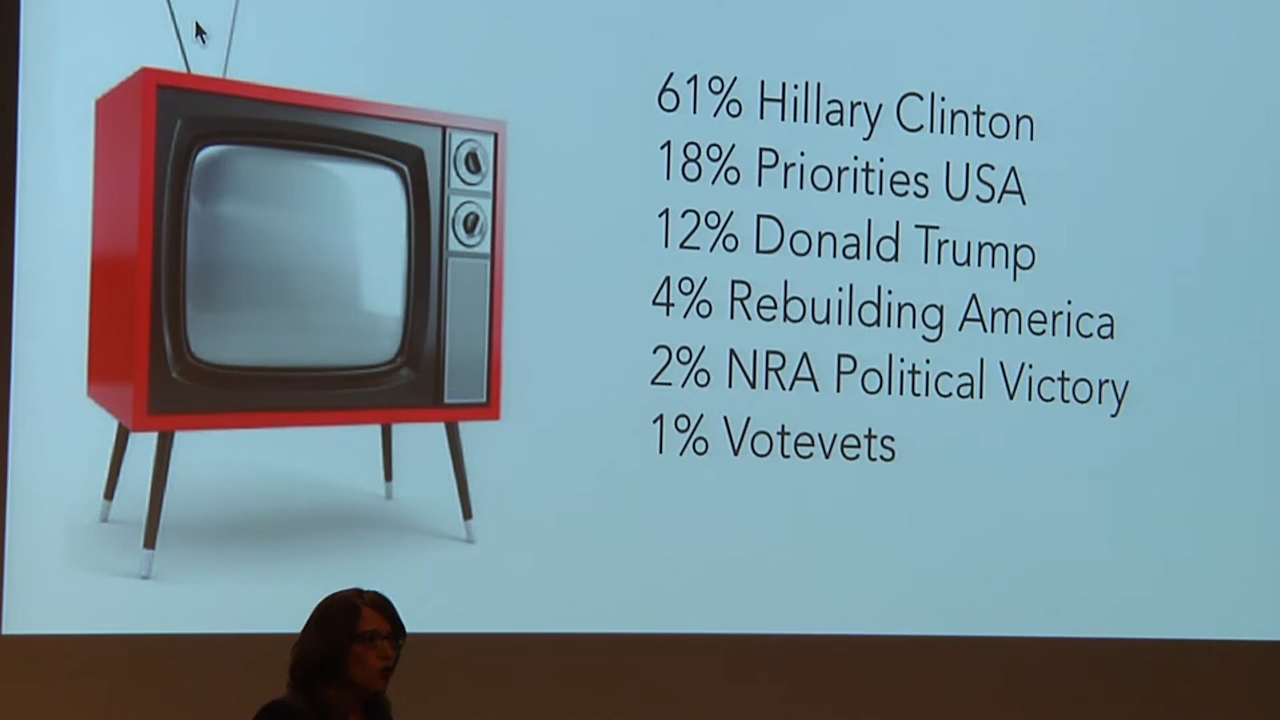 61% Hillary Clinton
18% Priorities USA
12% Donald Trump
4% Rebuilding America
2% NRA Political Victory
1% Votevets